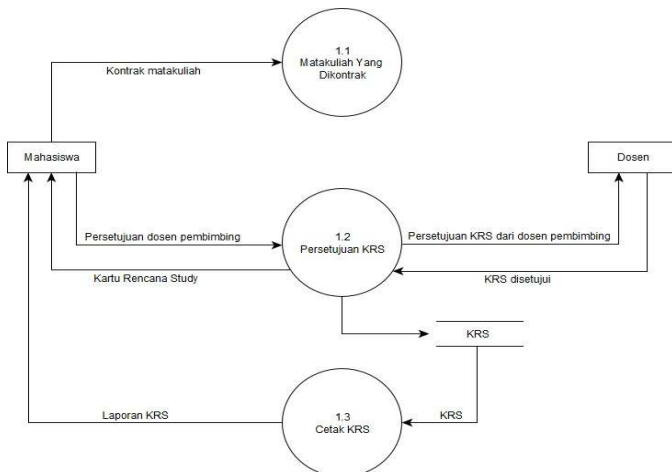 1.1
Matakuliah Yang
Dikontrak
Kontrak matakuliah
Mahasiswa
Dosen
Persetujuan dosen pembimbing
1.2
Persetujuan KRS
Persetujuan KRS dari dosen pembimbing
Kartu Rencana Study
KRS disetujui
KRS
1.3
Cetak KRS
Laporan KRS
KRS